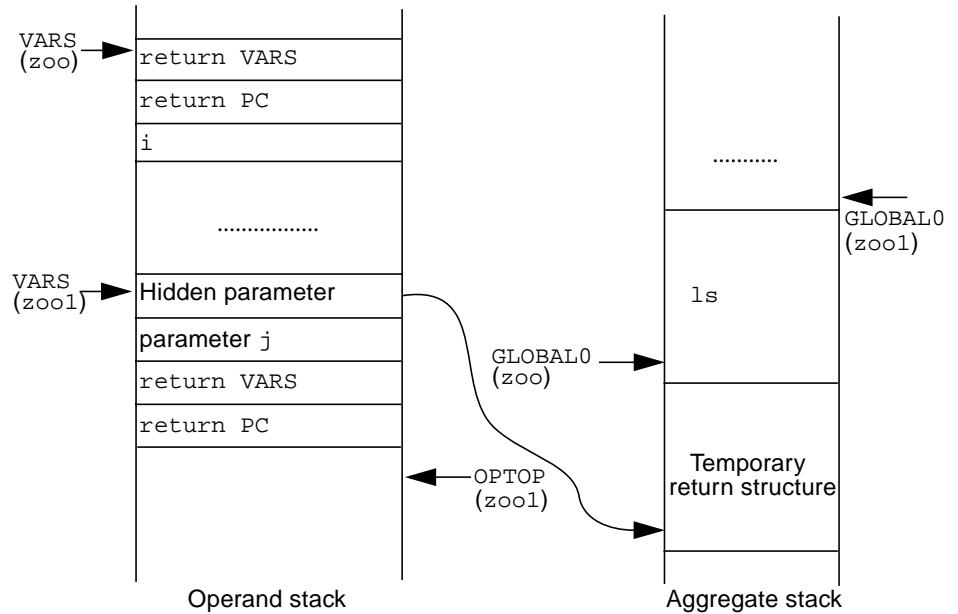 VARS
(zoo)
return VARS
return PC
i
.................
VARS
(zoo1)
Hidden parameter
parameter j
return VARS
return PC
OPTOP
(zoo1)
Operand stack
...........
GLOBAL0
(zoo1)
ls
GLOBAL0
(zoo)
Temporary
return structure
Aggregate stack